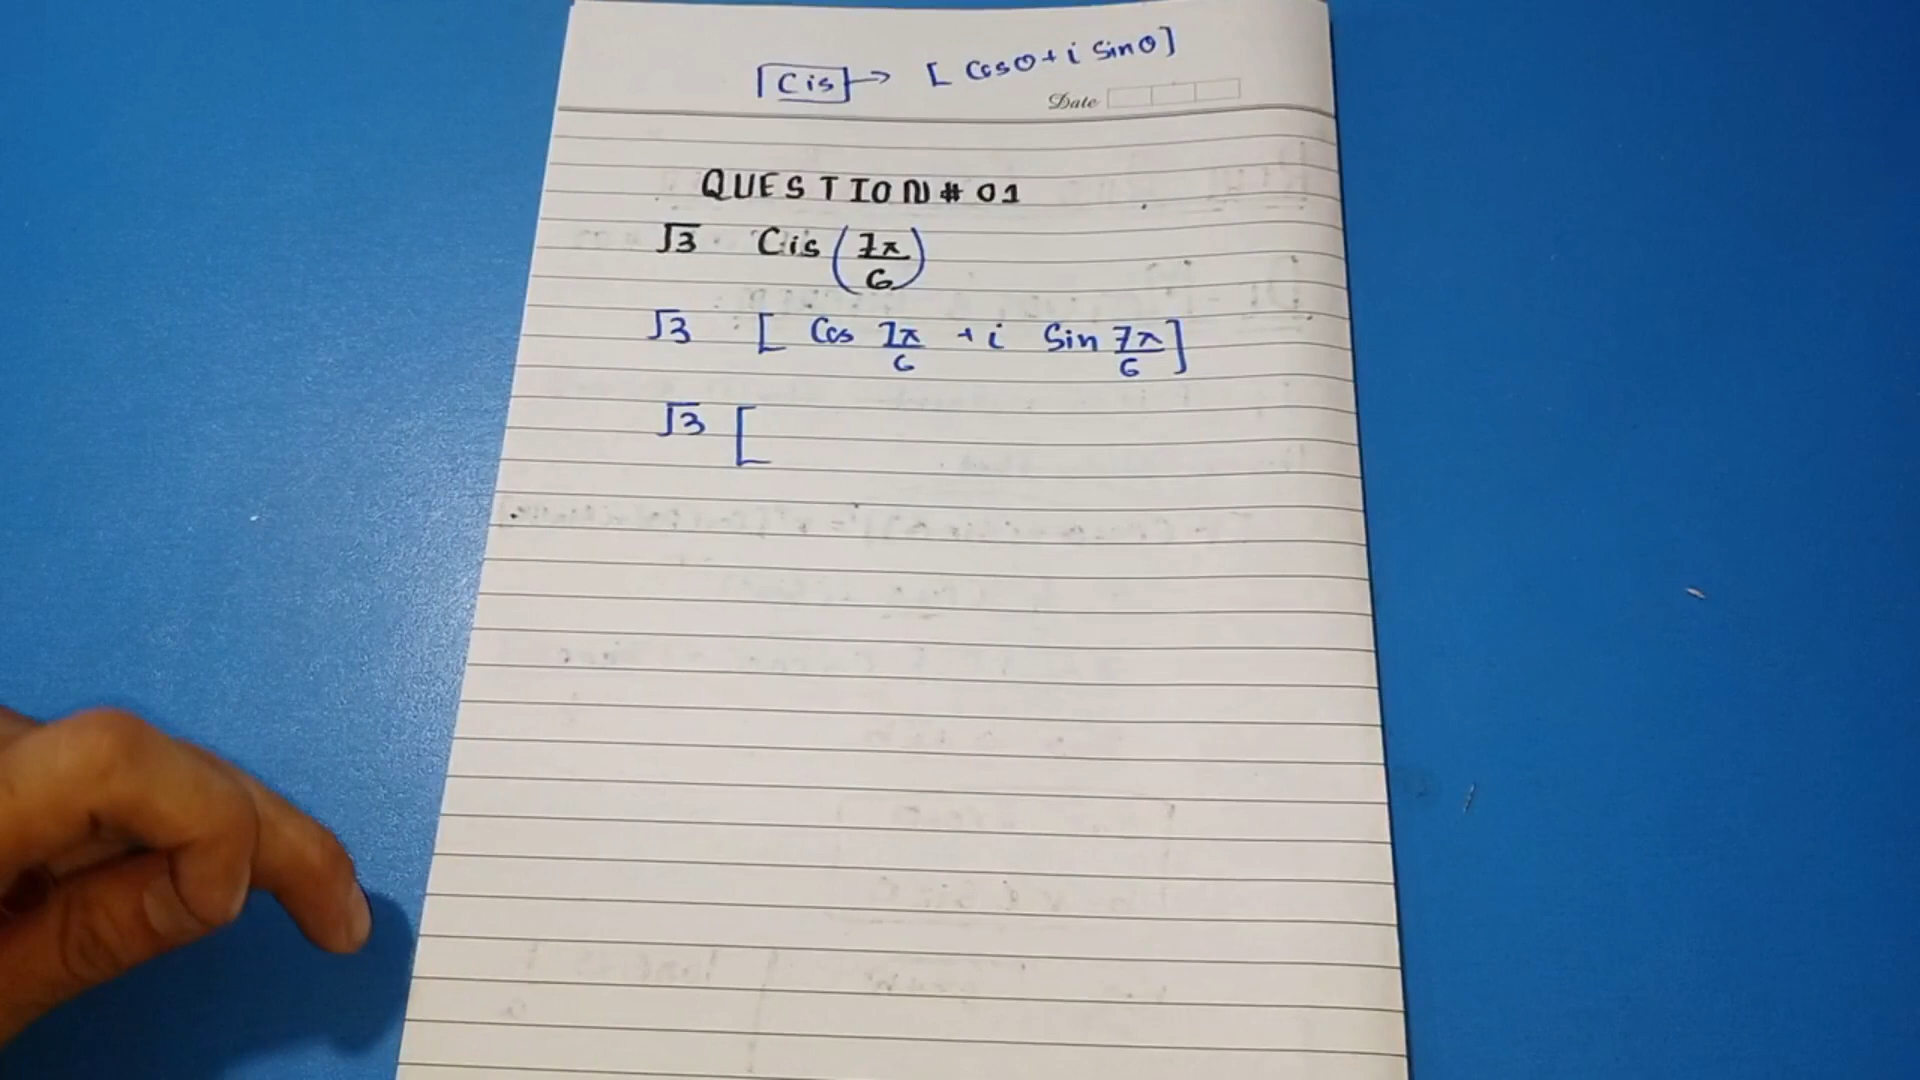 Cis → [ Cosθ + i Sinθ ]
Date
QUESTION # 01
√3 Cis (7π/6)
√3 [ Cos 7π/6 + i Sin 7π/6 ]
√3 [